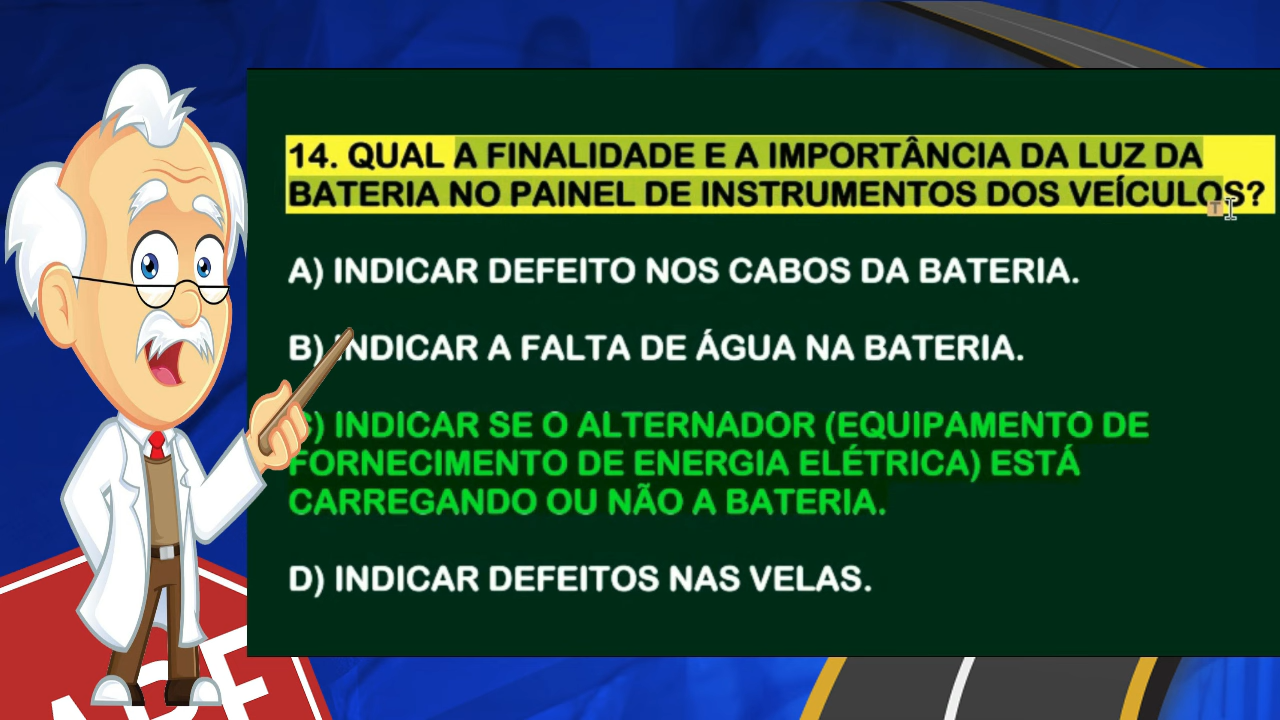 14. QUAL A FINALIDADE E A IMPORTÂNCIA DA LUZ DA
BATERIA NO PAINEL DE INSTRUMENTOS DOS VEÍCULOS?
A) INDICAR DEFEITO NOS CABOS DA BATERIA.
B) INDICAR A FALTA DE ÁGUA NA BATERIA.
C) INDICAR SE O ALTERNADOR (EQUIPAMENTO DE
FORNECIMENTO DE ENERGIA ELÉTRICA) ESTÁ
CARREGANDO OU NÃO A BATERIA.
D) INDICAR DEFEITOS NAS VELAS.